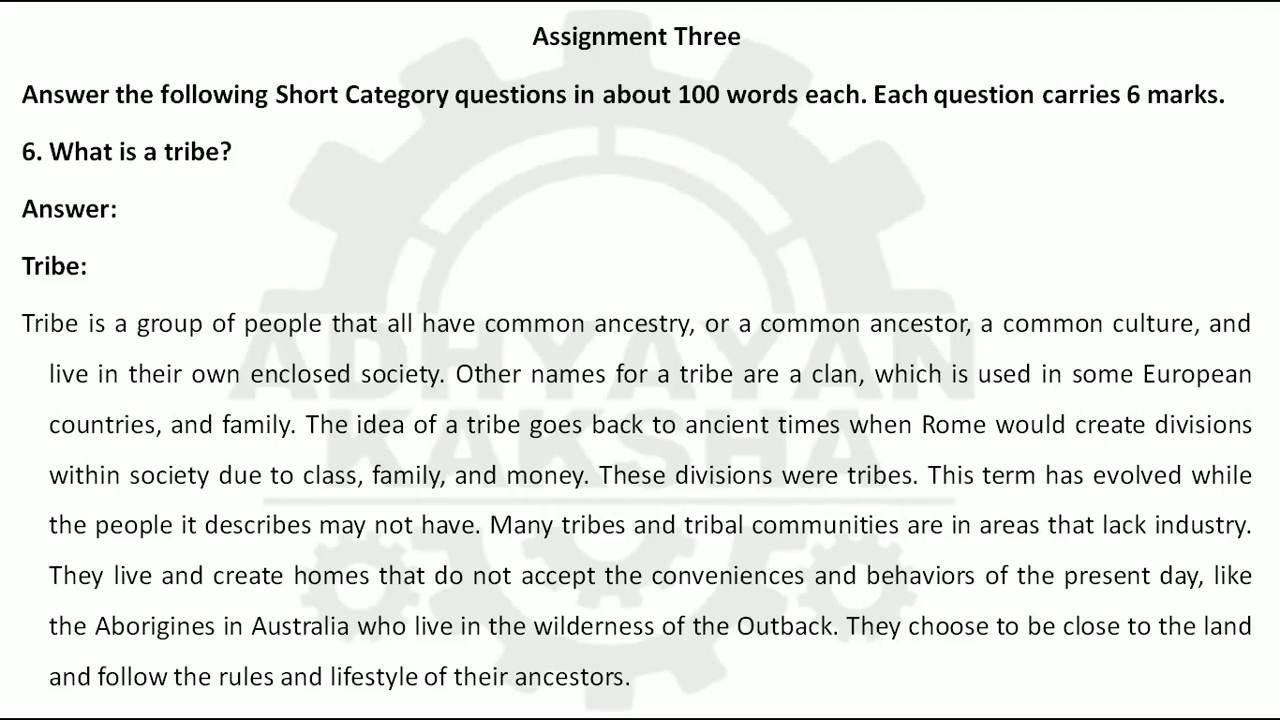 Assignment Three
Answer the following Short Category questions in about 100 words each. Each question carries 6 marks.
6. What is a tribe?
Answer:
Tribe:
Tribe is a group of people that all have common ancestry, or a common ancestor, a common culture, and
live in their own enclosed society. Other names for a tribe are a clan, which is used in some European
countries, and family. The idea of a tribe goes back to ancient times when Rome would create divisions
within society due to class, family, and money. These divisions were tribes. This term has evolved while
the people it describes may not have. Many tribes and tribal communities are in areas that lack industry.
They live and create homes that do not accept the conveniences and behaviors of the present day, like
the Aborigines in Australia who live in the wilderness of the Outback. They choose to be close to the land
and follow the rules and lifestyle of their ancestors.
ADHYAYAN
KAKSHA